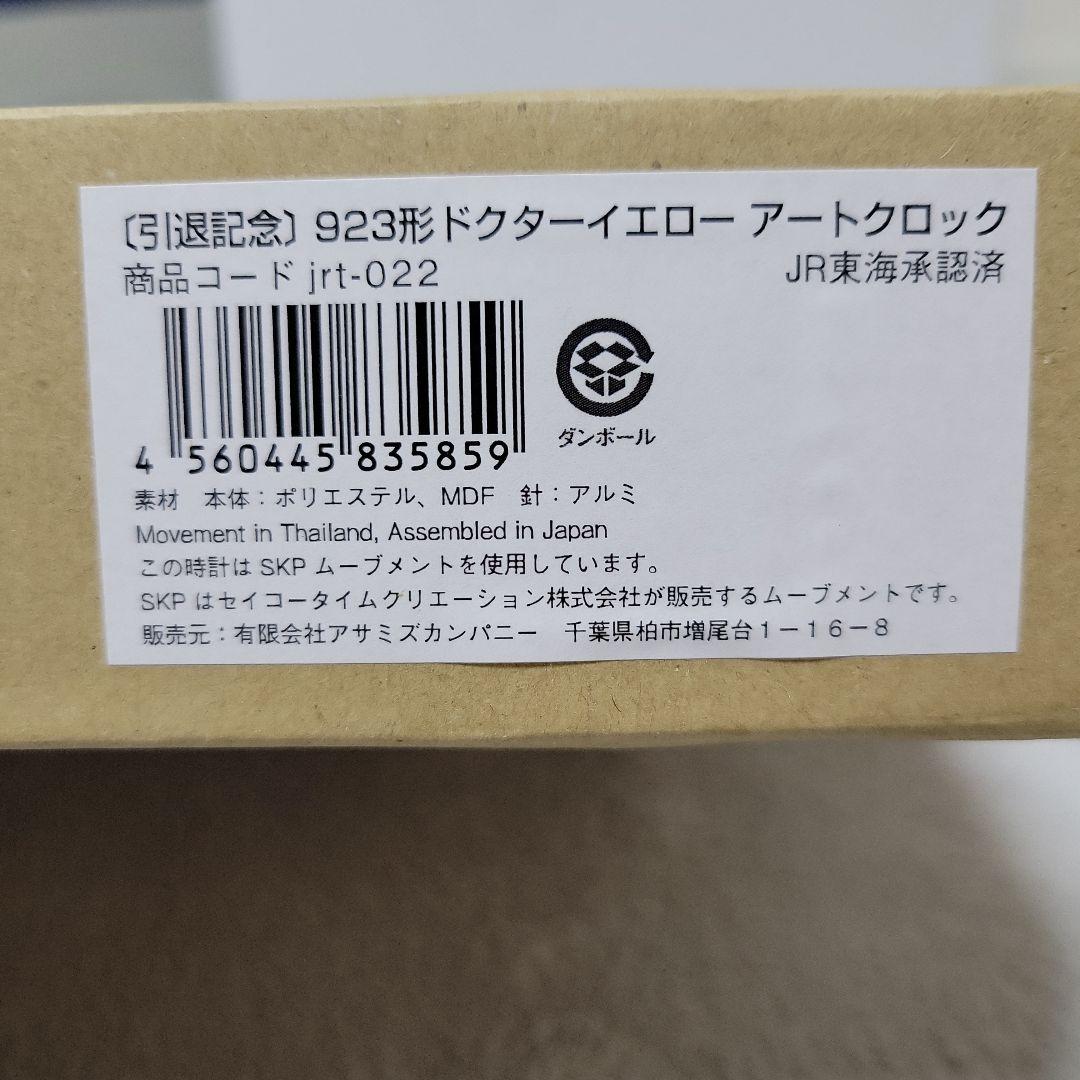 〔引退記念〕923形ドクターイエロー アートクロック
商品コード jrt-022
JR東海承認済
ダンボール
4 560445 835859
素材　本体：ポリエステル、MDF　針：アルミ
Movement in Thailand, Assembled in Japan
この時計は SKP ムーブメントを使用しています。
SKP はセイコータイムクリエーション株式会社が販売するムーブメントです。
販売元：有限会社アサミズカンパニー　千葉県柏市増尾台1－16－8